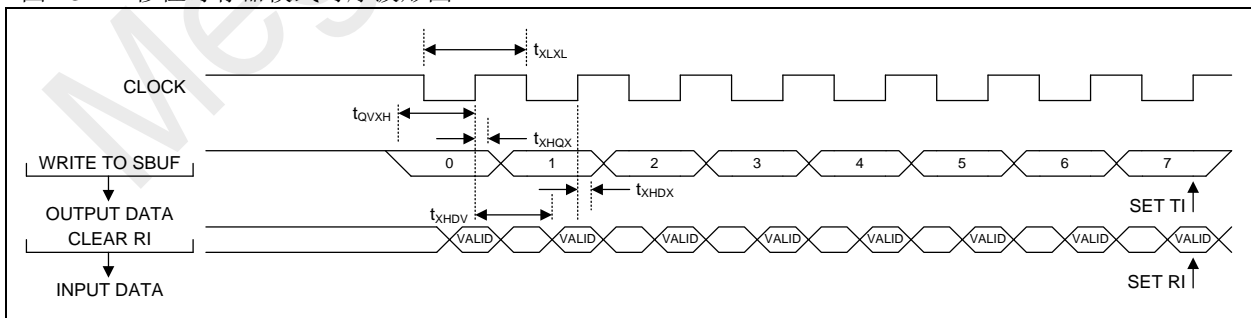 t_XLXL
CLOCK
t_QVXH
t_XHQX
WRITE TO SBUF
0 1 2 3 4 5 6 7
t_XHDX
OUTPUT DATA
SET TI
t_XHDV
CLEAR RI
VALID VALID VALID VALID VALID VALID VALID VALID
SET RI
INPUT DATA